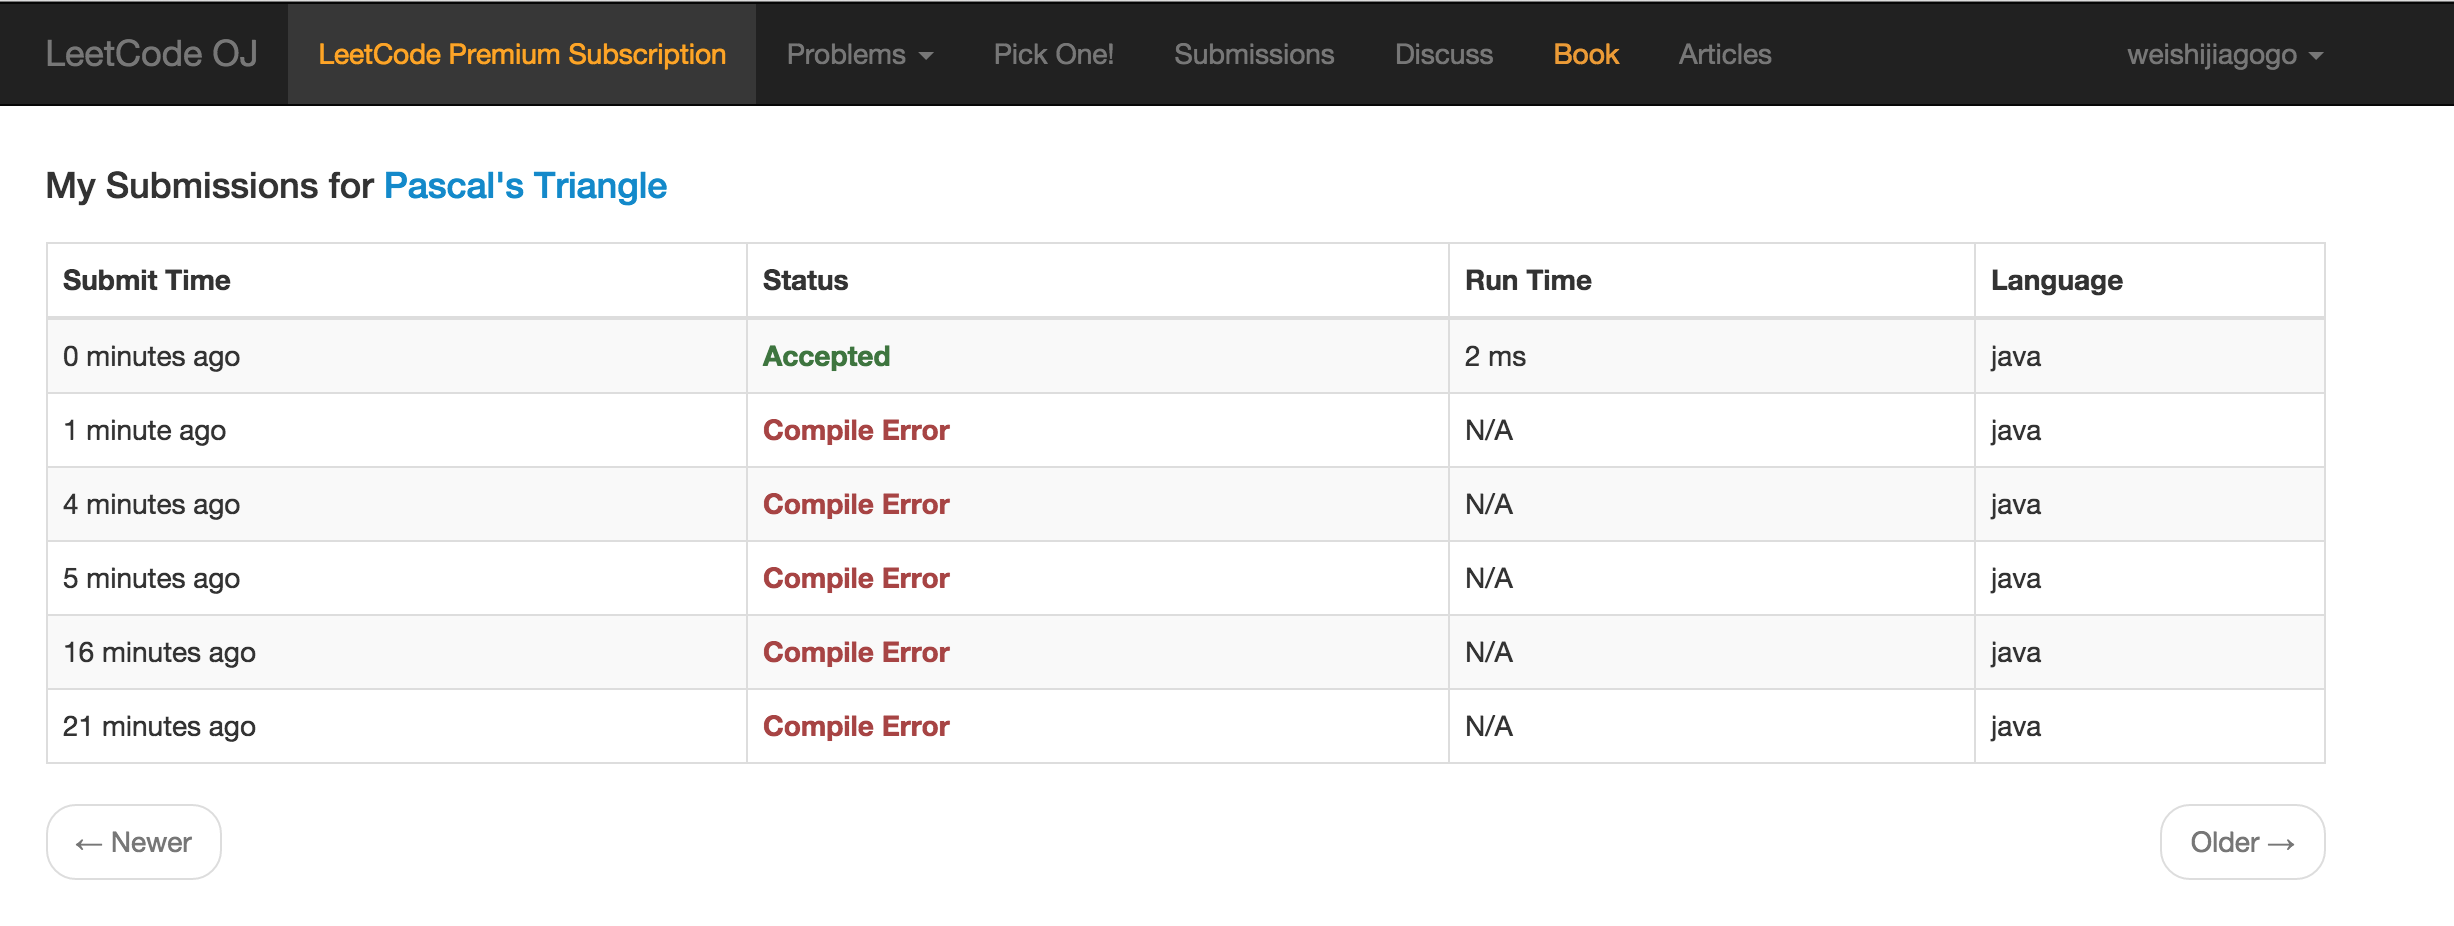 LeetCode OJ LeetCode Premium Subscription Problems Pick One! Submissions Discuss Book Articles weishijiagogo
My Submissions for Pascal's Triangle
Submit Time Status Run Time Language
0 minutes ago Accepted 2 ms java
1 minute ago Compile Error N/A java
4 minutes ago Compile Error N/A java
5 minutes ago Compile Error N/A java
16 minutes ago Compile Error N/A java
21 minutes ago Compile Error N/A java
← Newer Older →